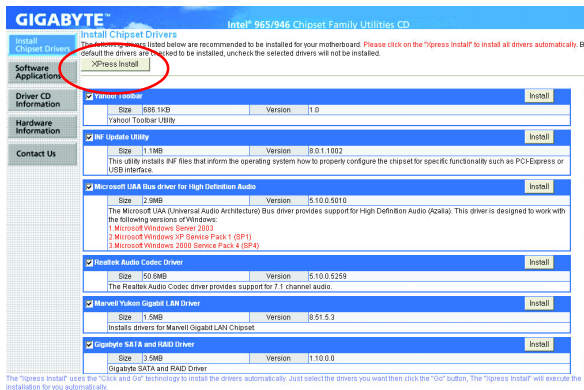 GIGABYTE™
Intel® 965/946 Chipset Family Utilities CD
Install
Chipset Drivers
Software
Applications
Driver CD
Information
Hardware
Information
Contact Us
Install Chipset Drivers
The following drivers listed below are recommended to be installed for your motherboard. Please click on the "Xpress Install" to install all drivers automatically. B
default the drivers are checked to be installed, uncheck the selected drivers will not be installed.
XPress Install
Yahoo! Toolbar Install
Size 686.1KB Version 1.0
Yahoo! Toolbar Utility
INF Update Utility Install
Size 1.1MB Version 8.0.1.1002
This utility installs INF files that inform the operating system how to properly configure the chipset for specific functionality such as PCI-Express or
USB interface.
Microsoft UAA Bus driver for High Definition Audio Install
Size 2.9MB Version 5.10.0.5010
The Microsoft UAA (Universal Audio Architecture) Bus driver provides support for High Definition Audio (Azalia). This driver is designed to work with
the following versions of Windows:
1.Microsoft Windows Server 2003
2.Microsoft Windows XP Service Pack 1 (SP1)
3.Microsoft Windows 2000 Service Pack 4 (SP4)
Realtek Audio Codec Driver Install
Size 50.6MB Version 5.10.0.5259
The Realtek Audio Codec driver provides support for 7.1 channel audio.
Marvell Yukon Gigabit LAN Driver Install
Size 1.5MB Version 8.51.5.3
Installs drivers for Marvell Gigabit LAN Chipset.
Gigabyte SATA and RAID Driver Install
Size 3.5MB Version 1.10.0.0
Gigabyte SATA and RAID Driver
The "Xpress Install" uses the "Click and Go" technology to install the drivers automatically. Just select the drivers you want then click the "Go" button, The "Xpress Install" will execute the
installation for you automatically.